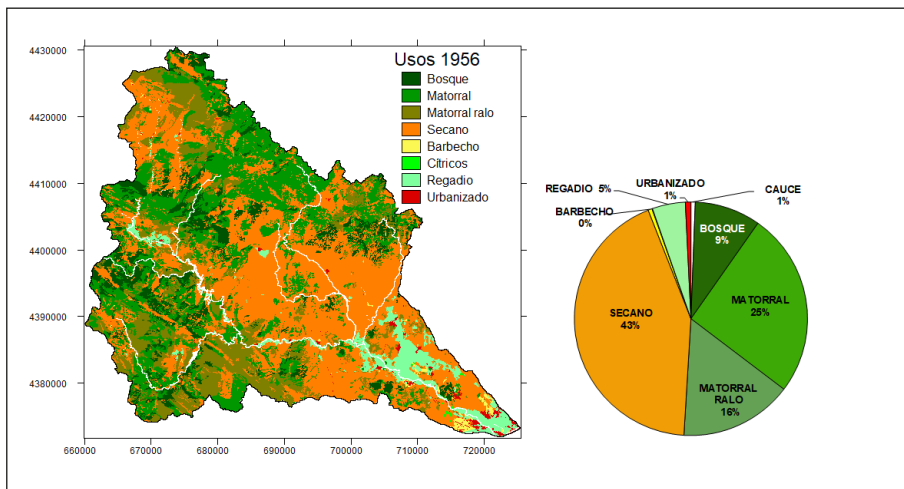 Usos 1956
Bosque
Matorral
Matorral ralo
Secano
Barbecho
Cítricos
Regadio
Urbanizado
4430000
4420000
4410000
4400000
4390000
4380000
660000
670000
680000
690000
700000
710000
720000
REGADIO 5%
URBANIZADO
1%
CAUCE
1%
BARBECHO
0%
BOSQUE
9%
MATORRAL
25%
SECANO
43%
MATORRAL
RALO
16%